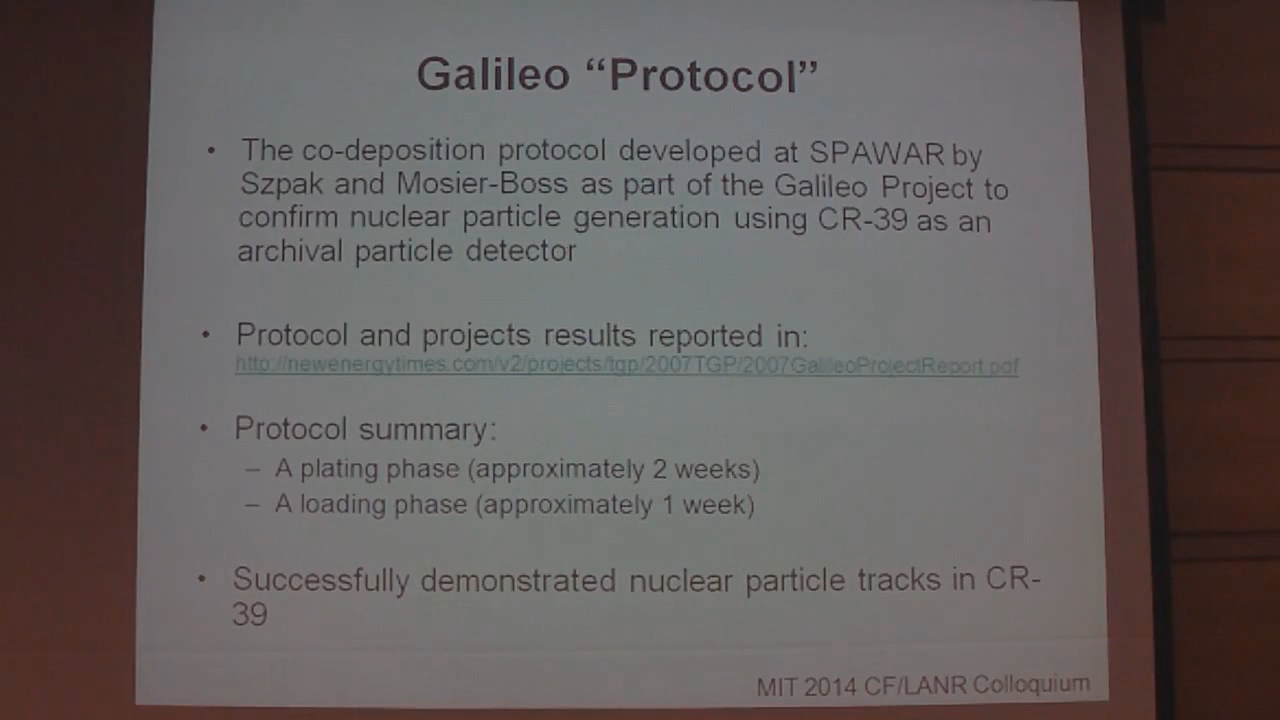 Galileo “Protocol”
• The co-deposition protocol developed at SPAWAR by
Szpak and Mosier-Boss as part of the Galileo Project to
confirm nuclear particle generation using CR-39 as an
archival particle detector
• Protocol and projects results reported in:
http://newenergytimes.com/v2/projects/tgp/2007TGP/2007GalileoProjectReport.pdf
• Protocol summary:
– A plating phase (approximately 2 weeks)
– A loading phase (approximately 1 week)
• Successfully demonstrated nuclear particle tracks in CR-
39
MIT 2014 CF/LANR Colloquium